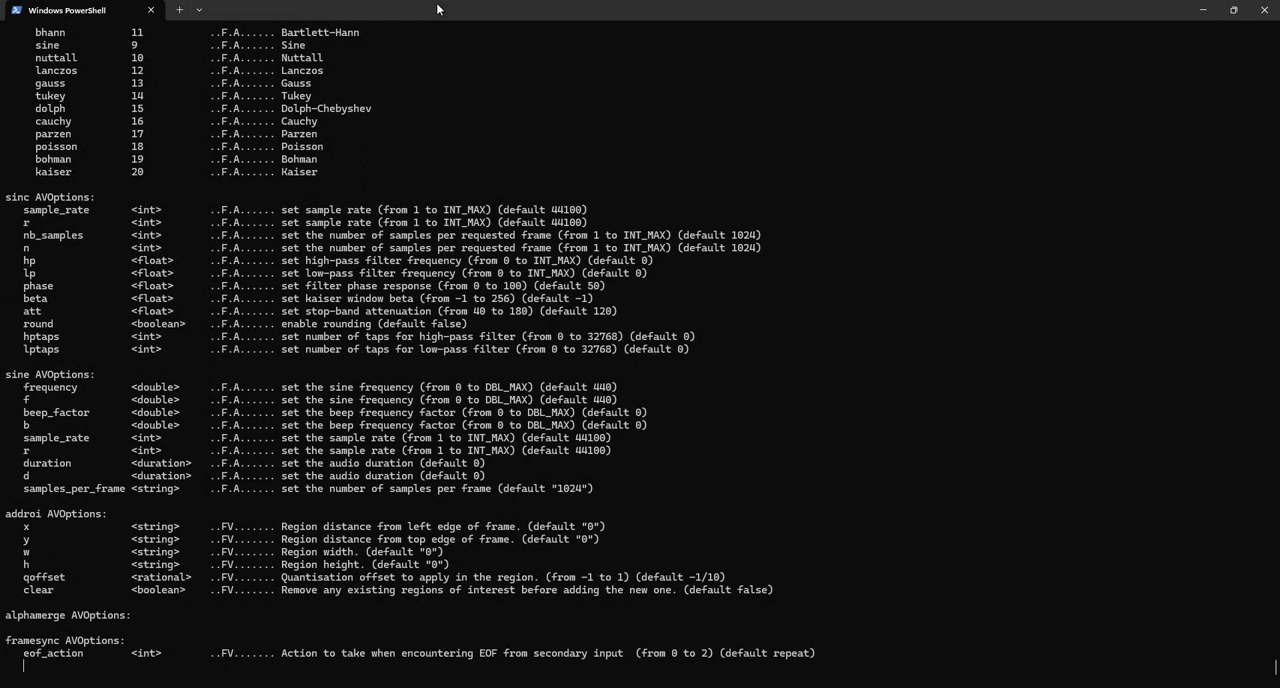 Windows PowerShell
bhann 11 ..F.A...... Bartlett-Hann
sine 9 ..F.A...... Sine
nuttall 10 ..F.A...... Nuttall
lanczos 12 ..F.A...... Lanczos
gauss 13 ..F.A...... Gauss
tukey 14 ..F.A...... Tukey
dolph 15 ..F.A...... Dolph-Chebyshev
cauchy 16 ..F.A...... Cauchy
parzen 17 ..F.A...... Parzen
poisson 18 ..F.A...... Poisson
bohman 19 ..F.A...... Bohman
kaiser 20 ..F.A...... Kaiser
sinc AVOptions:
sample_rate <int> ..F.A...... set sample rate (from 1 to INT_MAX) (default 44100)
r <int> ..F.A...... set sample rate (from 1 to INT_MAX) (default 44100)
nb_samples <int> ..F.A...... set the number of samples per requested frame (from 1 to INT_MAX) (default 1024)
n <int> ..F.A...... set the number of samples per requested frame (from 1 to INT_MAX) (default 1024)
hp <float> ..F.A...... set high-pass filter frequency (from 0 to INT_MAX) (default 0)
lp <float> ..F.A...... set low-pass filter frequency (from 0 to INT_MAX) (default 0)
phase <float> ..F.A...... set filter phase response (from 0 to 100) (default 50)
beta <float> ..F.A...... set kaiser window beta (from -1 to 256) (default -1)
att <float> ..F.A...... set stop-band attenuation (from 40 to 180) (default 120)
round <boolean> ..F.A...... enable rounding (default false)
hptaps <int> ..F.A...... set number of taps for high-pass filter (from 0 to 32768) (default 0)
lptaps <int> ..F.A...... set number of taps for low-pass filter (from 0 to 32768) (default 0)
sine AVOptions:
frequency <double> ..F.A...... set the sine frequency (from 0 to DBL_MAX) (default 440)
f <double> ..F.A...... set the sine frequency (from 0 to DBL_MAX) (default 440)
beep_factor <double> ..F.A...... set the beep frequency factor (from 0 to DBL_MAX) (default 0)
b <double> ..F.A...... set the beep frequency factor (from 0 to DBL_MAX) (default 0)
sample_rate <int> ..F.A...... set the sample rate (from 1 to INT_MAX) (default 44100)
r <int> ..F.A...... set the sample rate (from 1 to INT_MAX) (default 44100)
duration <duration> ..F.A...... set the audio duration (default 0)
d <duration> ..F.A...... set the audio duration (default 0)
samples_per_frame <string> ..F.A...... set the number of samples per frame (default "1024")
addroi AVOptions:
x <string> ..FV....... Region distance from left edge of frame. (default "0")
y <string> ..FV....... Region distance from top edge of frame. (default "0")
w <string> ..FV....... Region width. (default "0")
h <string> ..FV....... Region height. (default "0")
qoffset <rational> ..FV....... Quantisation offset to apply in the region. (from -1 to 1) (default -1/10)
clear <boolean> ..FV....... Remove any existing regions of interest before adding the new one. (default false)
alphamerge AVOptions:
framesync AVOptions:
eof_action <int> ..FV....... Action to take when encountering EOF from secondary input (from 0 to 2) (default repeat)